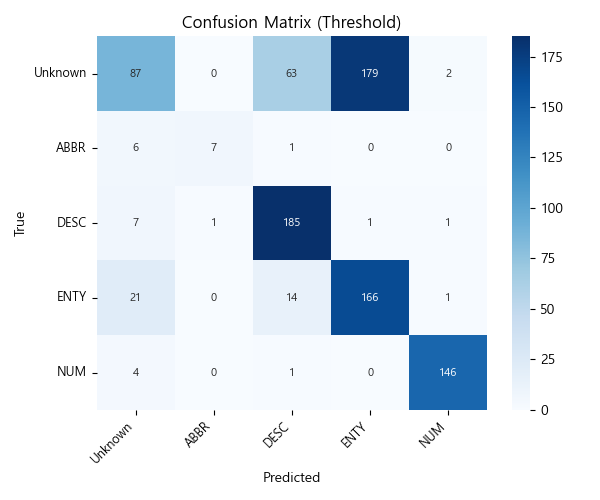 Confusion Matrix (Threshold)
True
Unknown 87 0 63 179 2
ABBR 6 7 1 0 0
DESC 7 1 185 1 1
ENTY 21 0 14 166 1
NUM 4 0 1 0 146
Unknown ABBR DESC ENTY NUM
Predicted
175
150
125
100
75
50
25
0